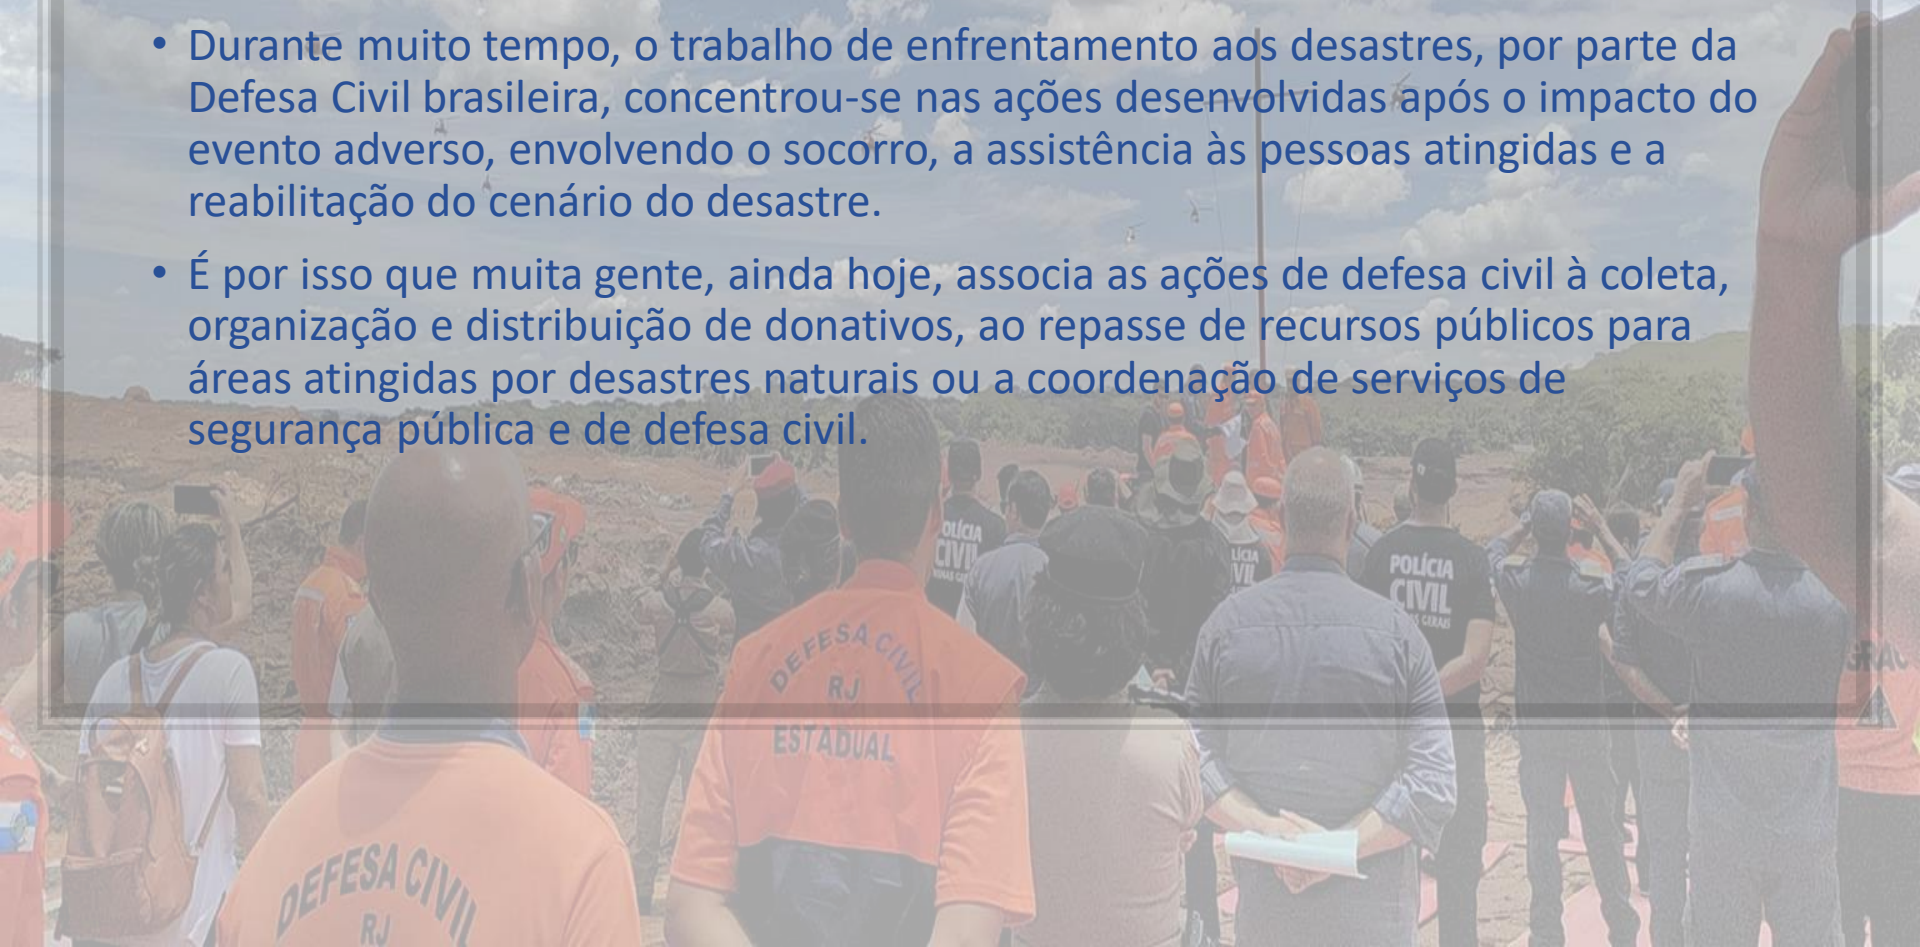 • Durante muito tempo, o trabalho de enfrentamento aos desastres, por parte da
Defesa Civil brasileira, concentrou-se nas ações desenvolvidas após o impacto do
evento adverso, envolvendo o socorro, a assistência às pessoas atingidas e a
reabilitação do cenário do desastre.
• É por isso que muita gente, ainda hoje, associa as ações de defesa civil à coleta,
organização e distribuição de donativos, ao repasse de recursos públicos para
áreas atingidas por desastres naturais ou a coordenação de serviços de
segurança pública e de defesa civil.
POLÍCIA
CIVIL
DEFESA CIVIL
RJ
ESTADUAL
DEFESA CIVIL
RJ